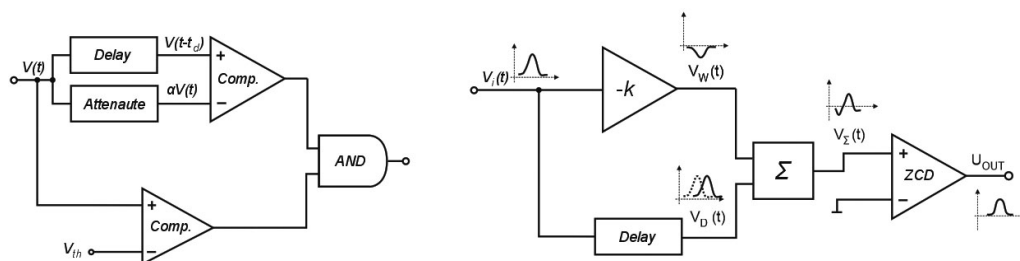 V(t)
Delay
V(t-t_d)
Attenaute
αV(t)
+
Comp.
−
AND
+
Comp.
−
V_th
V_i(t)
-k
V_W(t)
Delay
V_D (t)
Σ
V_Σ(t)
+
ZCD
−
U_OUT